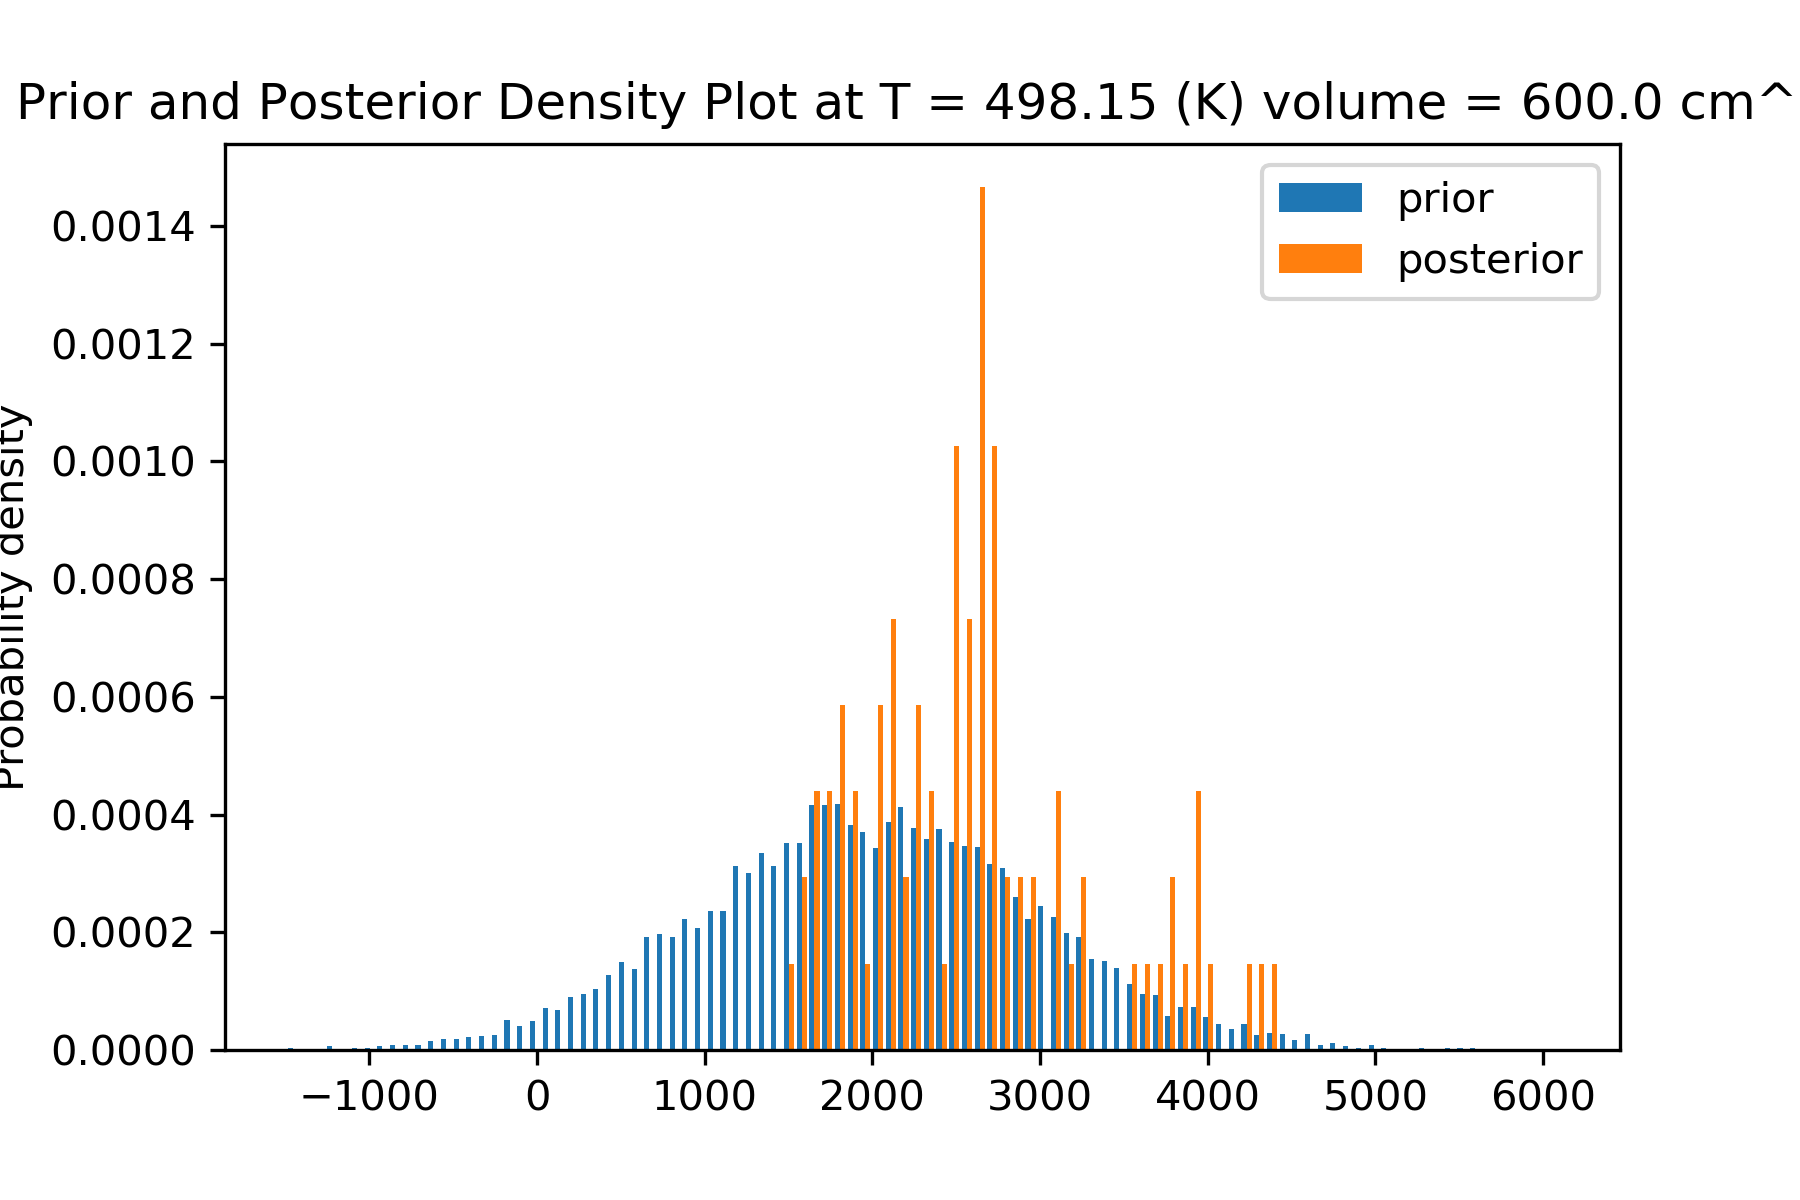 Prior and Posterior Density Plot at T = 498.15 (K) volume = 600.0 cm^
prior
posterior
Probability density
0.0014
0.0012
0.0010
0.0008
0.0006
0.0004
0.0002
0.0000
−1000 0 1000 2000 3000 4000 5000 6000